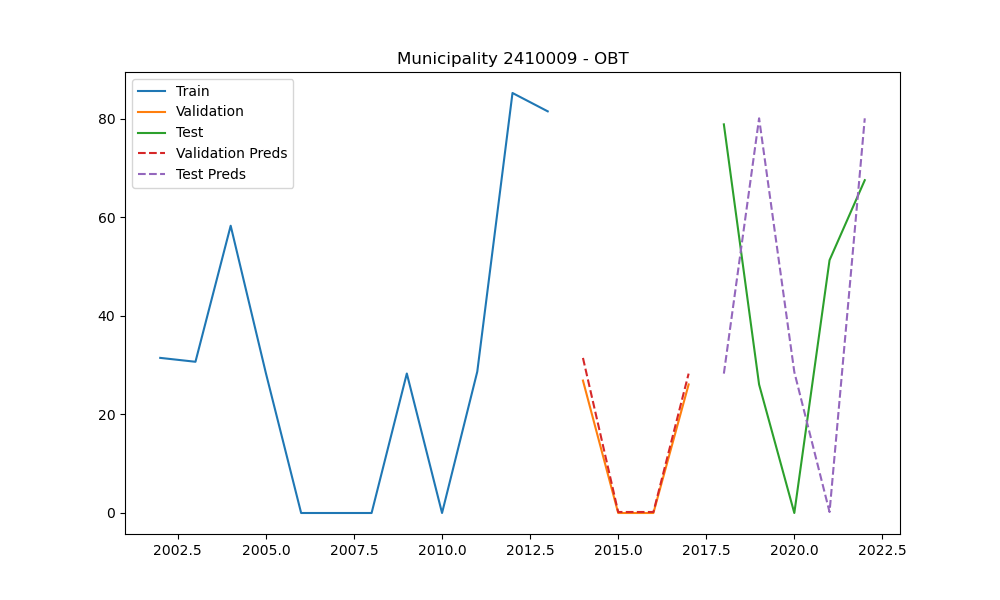 Municipality 2410009 - OBT
Train
Validation
Test
Validation Preds
Test Preds
80
60
40
20
0
2002.5 2005.0 2007.5 2010.0 2012.5 2015.0 2017.5 2020.0 2022.5